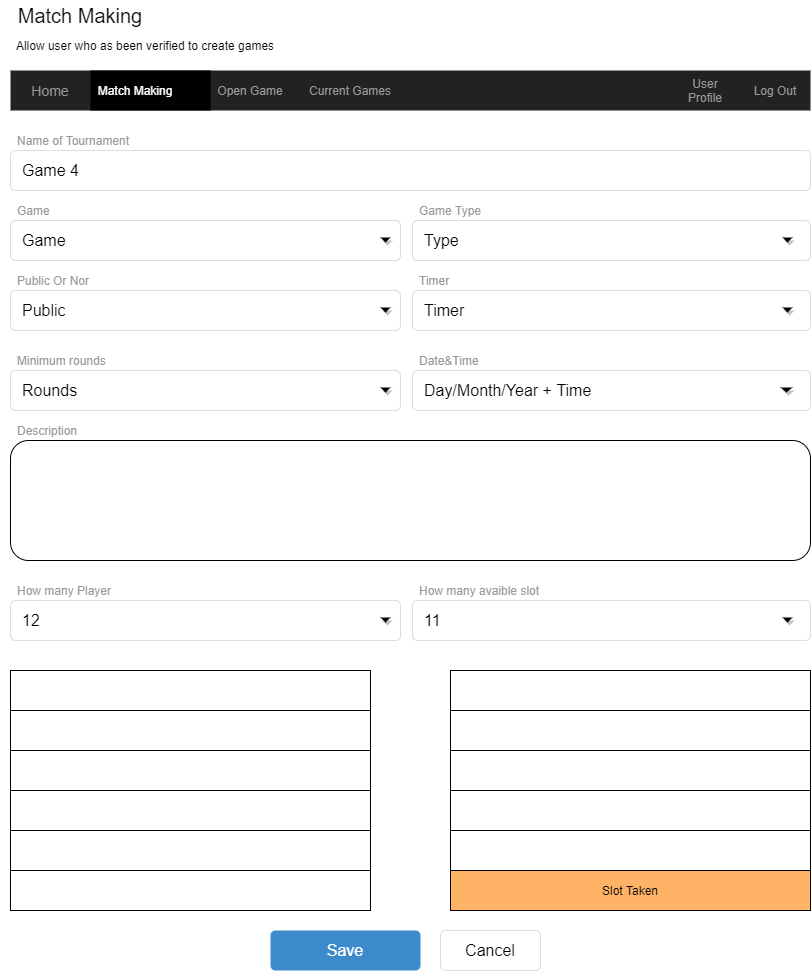 Match Making
Allow user who as been verified to create games
Home Match Making Open Game Current Games User Profile Log Out
Name of Tournament
Game 4
Game Game Type
Game Type
Public Or Nor Timer
Public Timer
Minimum rounds Date&Time
Rounds Day/Month/Year + Time
Description
How many Player How many avaible slot
12 11
Slot Taken
Save Cancel